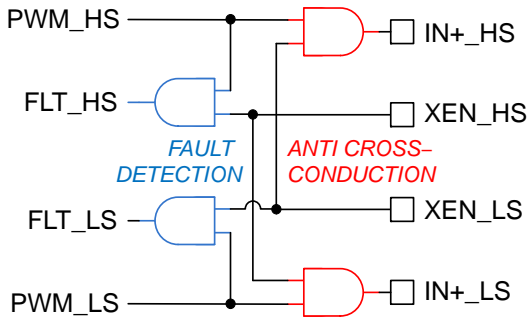 PWM_HS
IN+_HS
FLT_HS
XEN_HS
FAULT
DETECTION
ANTI CROSS–
CONDUCTION
FLT_LS
XEN_LS
PWM_LS
IN+_LS